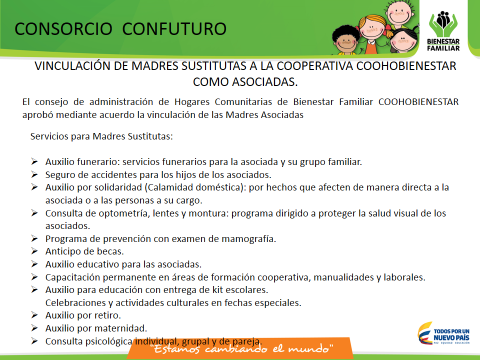 CONSORCIO CONFUTURO
BIENESTAR
FAMILIAR
VINCULACIÓN DE MADRES SUSTITUTAS A LA COOPERATIVA COOHOBIENESTAR
COMO ASOCIADAS.
El consejo de administración de Hogares Comunitarias de Bienestar Familiar COOHOBIENESTAR
aprobó mediante acuerdo la vinculación de las Madres Asociadas
Servicios para Madres Sustitutas:
➢ Auxilio funerario: servicios funerarios para la asociada y su grupo familiar.
➢ Seguro de accidentes para los hijos de los asociados.
➢ Auxilio por solidaridad (Calamidad doméstica): por hechos que afecten de manera directa a la
asociada o a las personas a su cargo.
➢ Consulta de optometría, lentes y montura: programa dirigido a proteger la salud visual de los
asociados.
➢ Programa de prevención con examen de mamografía.
➢ Anticipo de becas.
➢ Auxilio educativo para las asociadas.
➢ Capacitación permanente en áreas de formación cooperativa, manualidades y laborales.
➢ Auxilio para educación con entrega de kit escolares.
Celebraciones y actividades culturales en fechas especiales.
➢ Auxilio por retiro.
➢ Auxilio por maternidad.
➢ Consulta psicológica individual, grupal y de pareja.
"Estamos cambiando el mundo"
TODOS POR UN
NUEVO PAÍS